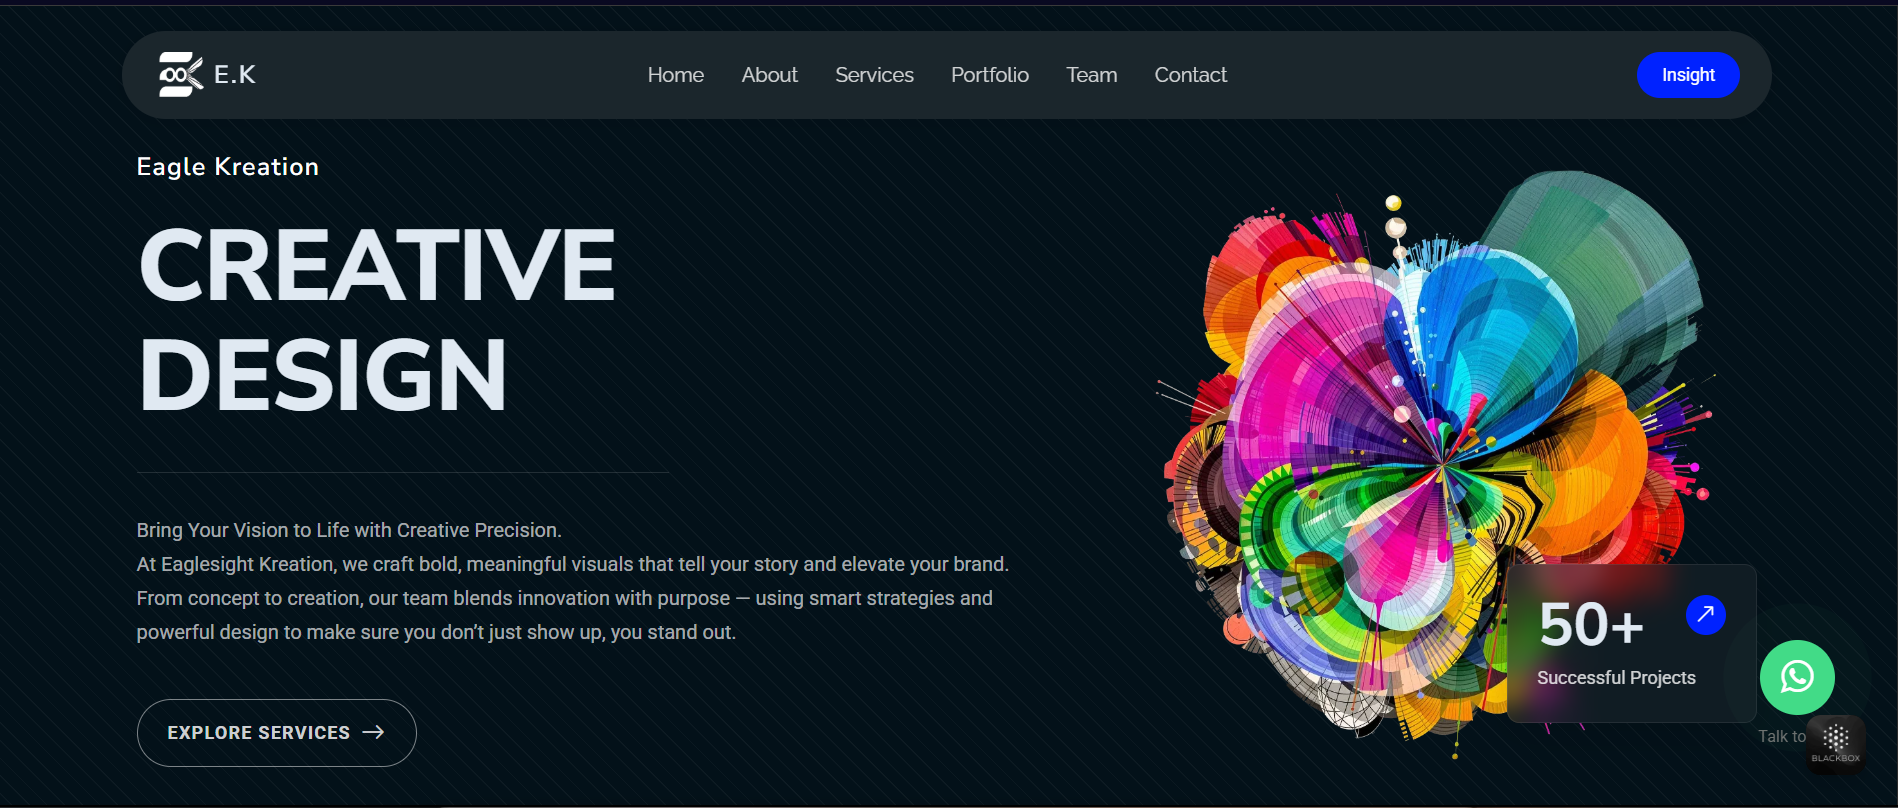 E.K
Home
About
Services
Portfolio
Team
Contact
Insight
Eagle Kreation
CREATIVE
DESIGN
Bring Your Vision to Life with Creative Precision.
At Eaglesight Kreation, we craft bold, meaningful visuals that tell your story and elevate your brand.
From concept to creation, our team blends innovation with purpose — using smart strategies and
powerful design to make sure you don’t just show up, you stand out.
EXPLORE SERVICES
50+
Successful Projects
Talk to
BLACKBOX